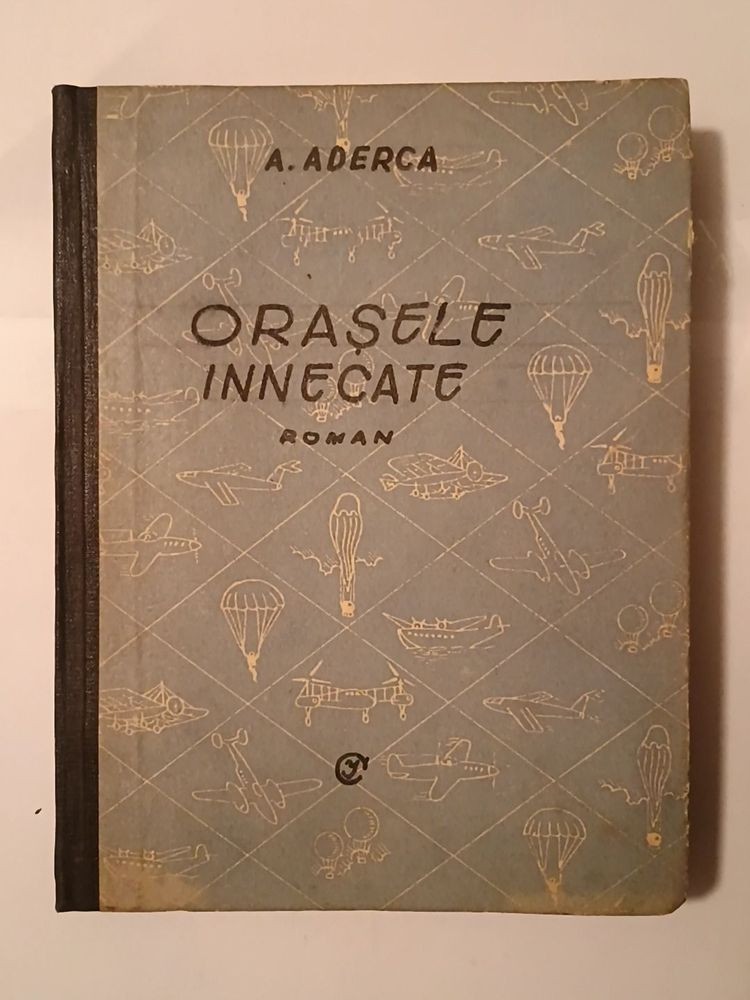 A. ADERCA
ORAȘELE
INNECATE
ROMAN